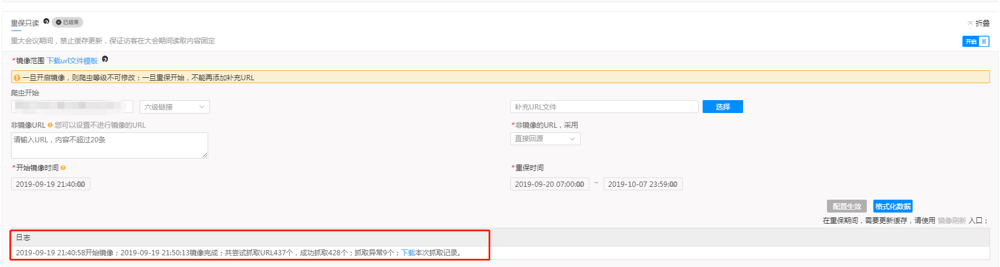 重保只读 已结束 折叠
重大会议期间，禁止缓存更新，保证访客在大会期间读取内容固定 开启
*镜像范围 下载url文件模板
一旦开启镜像，则爬虫等级不可修改；一旦重保开始，不能再添加补充URL
爬虫开始
六级链接 补充URL文件 选择
非镜像URL 您可以设置不进行镜像的URL *非镜像的URL，采用
请输入URL，内容不超过20条 直接回源
*开始镜像时间 *重保时间
2019-09-19 21:40:00 2019-09-20 07:00:00 ~ 2019-10-07 23:59:00
配置生效 格式化数据
在重保期间，需要更新缓存，请使用 镜像刷新 入口；
日志
2019-09-19 21:40:58开始镜像；2019-09-19 21:50:13镜像完成；共尝试抓取URL437个，成功抓取428个；抓取异常9个；下载本次抓取记录。